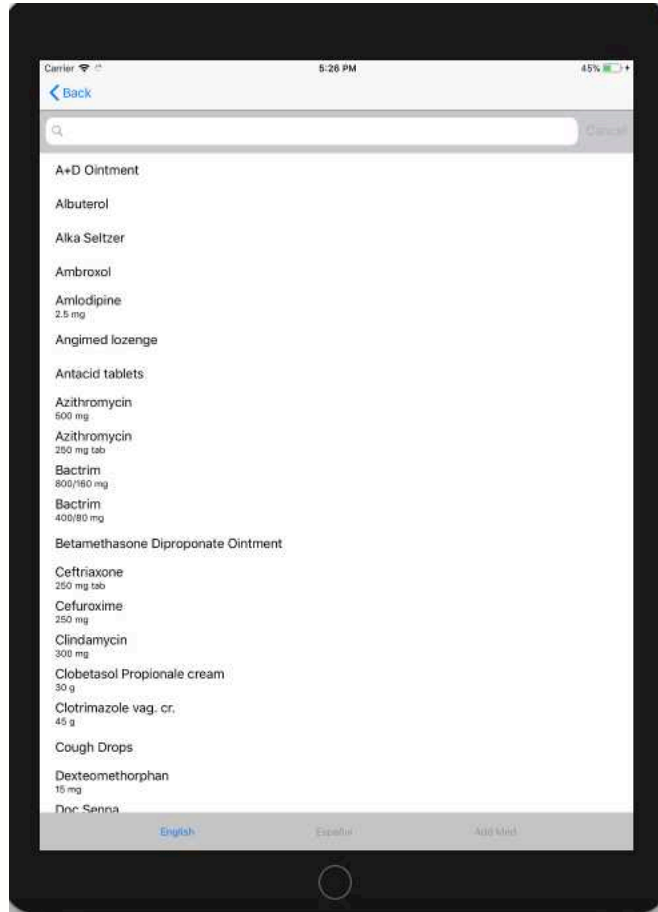 Carrier
5:26 PM
45%
Back
Cancel
A+D Ointment
Albuterol
Alka Seltzer
Ambroxol
Amlodipine
2.5 mg
Angimed lozenge
Antacid tablets
Azithromycin
500 mg
Azithromycin
250 mg tab
Bactrim
800/160 mg
Bactrim
400/80 mg
Betamethasone Diproponate Ointment
Ceftriaxone
250 mg tab
Cefuroxime
250 mg
Clindamycin
300 mg
Clobetasol Propionale cream
30 g
Clotrimazole vag. cr.
45 g
Cough Drops
Dexteomethorphan
15 mg
Doc Senna
English Español Add Med